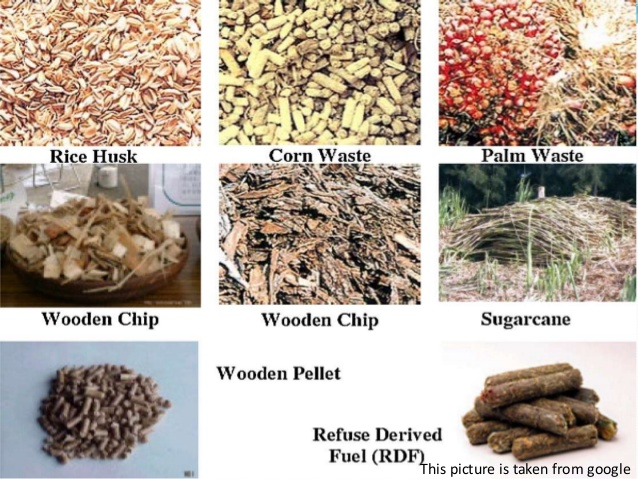 Rice Husk
Corn Waste
Palm Waste
Wooden Chip
Wooden Chip
Sugarcane
Wooden Pellet
Refuse Derived
Fuel (RDF)
This picture is taken from google